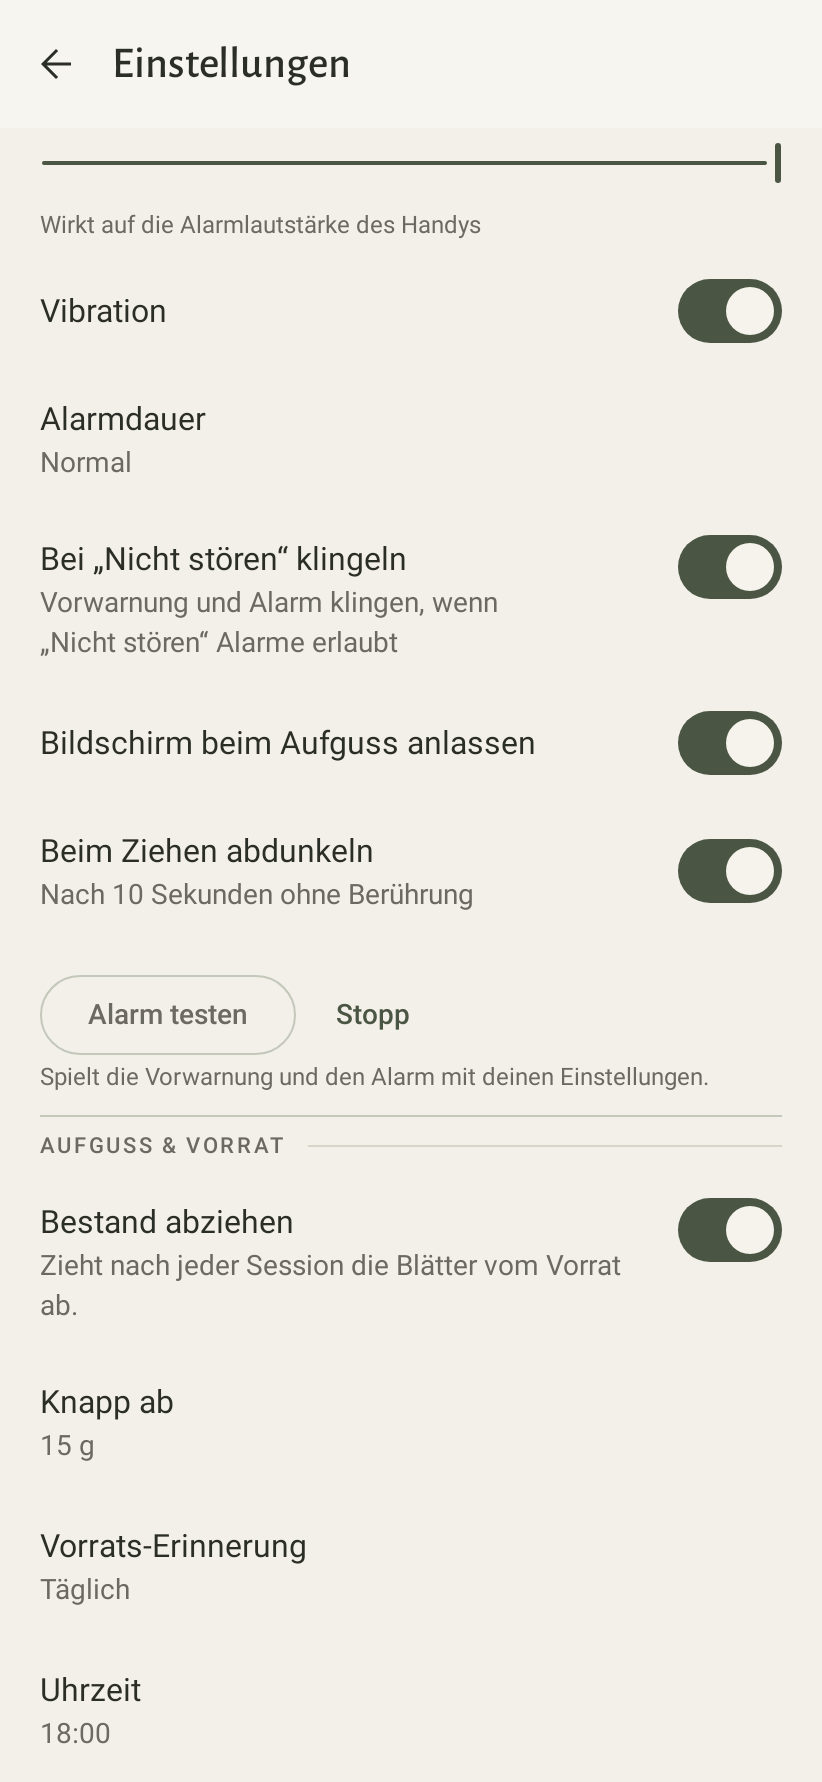 Einstellungen
Wirkt auf die Alarmlautstärke des Handys
Vibration
Alarmdauer
Normal
Bei „Nicht stören“ klingeln
Vorwarnung und Alarm klingen, wenn
„Nicht stören“ Alarme erlaubt
Bildschirm beim Aufguss anlassen
Beim Ziehen abdunkeln
Nach 10 Sekunden ohne Berührung
Alarm testen
Stopp
Spielt die Vorwarnung und den Alarm mit deinen Einstellungen.
AUFGUSS & VORRAT
Bestand abziehen
Zieht nach jeder Session die Blätter vom Vorrat
ab.
Knapp ab
15 g
Vorrats-Erinnerung
Täglich
Uhrzeit
18:00